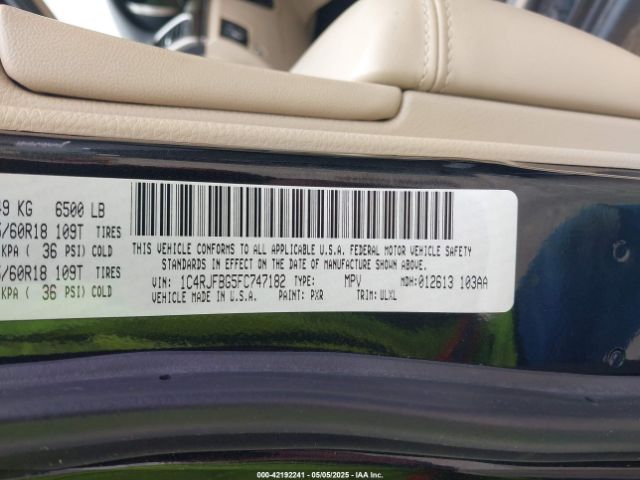 49 KG 6500 LB
5/60R18 109T TIRES
KPA ( 36 PSI) COLD
5/60R18 109T TIRES
KPA ( 36 PSI) COLD
THIS VEHICLE CONFORMS TO ALL APPLICABLE U.S.A. FEDERAL MOTOR VEHICLE SAFETY
STANDARDS IN EFFECT ON THE DATE OF MANUFACTURE SHOWN ABOVE.
VIN: 1C4RJFBG5FC747182 TYPE: MPV MDH: 012613 103AA
VEHICLE MADE IN U.S.A. PAINT: PXR TRIM: ULXL
000-42192241 - 05/05/2025 - IAA Inc.